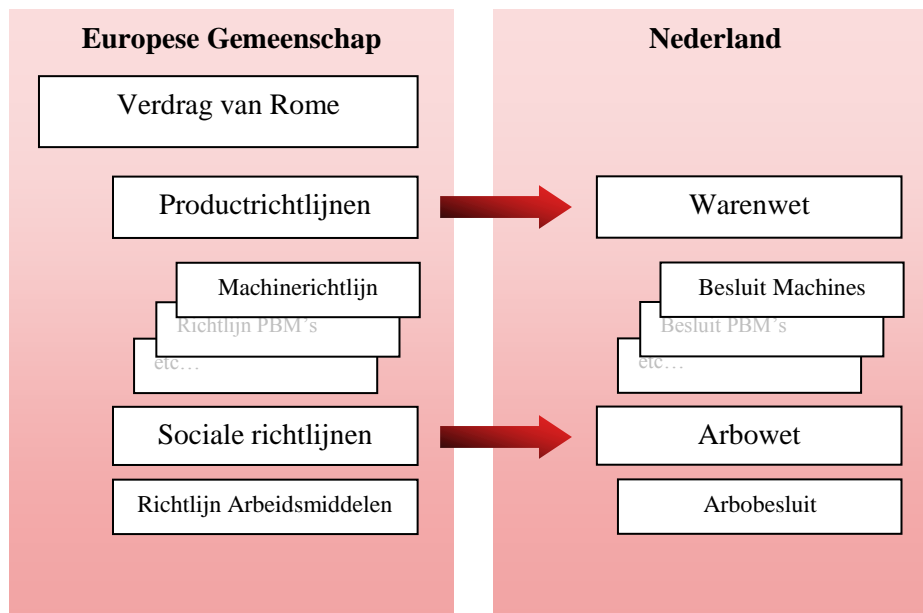 Europese Gemeenschap
Verdrag van Rome
Productrichtlijnen
Machinerichtlijn
Richtlijn PBM's
etc…
Sociale richtlijnen
Richtlijn Arbeidsmiddelen
Nederland
Warenwet
Besluit Machines
Besluit PBM's
etc…
Arbowet
Arbobesluit